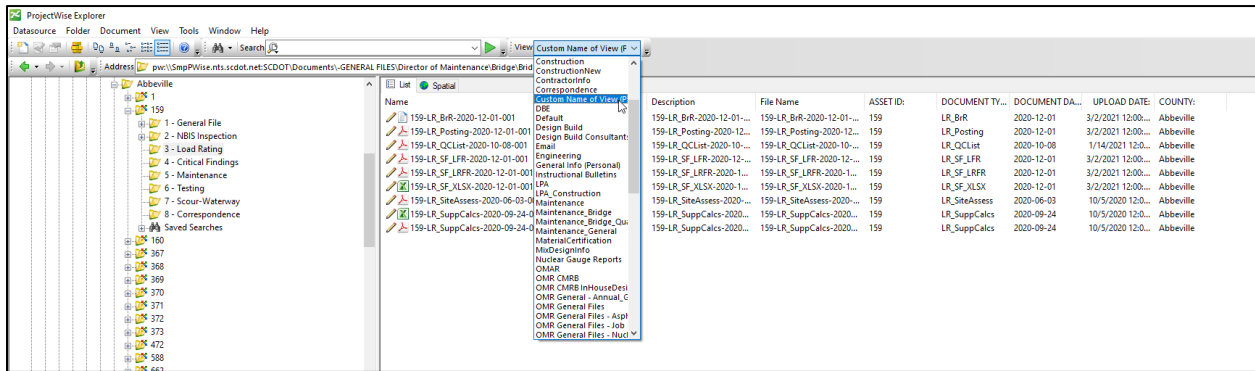 ProjectWise Explorer
Datasource Folder Document View Tools Window Help
Search View Custom Name of View (F
Address pw:\\SmpPWise.nts.scdot.net:SCDOT\Documents\-GENERAL FILES\Director of Maintenance\Bridge\Brid
Abbeville
1
159
1 - General File
2 - NBIS Inspection
3 - Load Rating
4 - Critical Findings
5 - Maintenance
6 - Testing
7 - Scour-Waterway
8 - Correspondence
Saved Searches
160
367
368
369
370
371
372
373
472
588
662
List Spatial
Construction
ConstructionNew
ContractorInfo
Correspondence
Custom Name of View (P
DBE
Default
Design Build
Design Build Consultant:
Email
Engineering
General Info (Personal)
Instructional Bulletins
LPA
LPA_Construction
Maintenance
Maintenance_Bridge
Maintenance_Bridge_Qua
Maintenance_General
MaterialCertification
MixDesignInfo
Nuclear Gauge Reports
OMAR
OMR CMRB
OMR CMRB InHouseDesi
OMR General - Annual_G
OMR General Files
OMR General Files - Asph
OMR General Files - Job
OMR General Files - Nucl
Name Description File Name ASSET ID: DOCUMENT TY... DOCUMENT DA... UPLOAD DATE: COUNTY:
159-LR_BrR-2020-12-01-001 159-LR_BrR-2020-12-01-... 159-LR_BrR-2020-12-01-... 159 LR_BrR 2020-12-01 3/2/2021 12:00:... Abbeville
159-LR_Posting-2020-12-01-001 159-LR_Posting-2020-12... 159-LR_Posting-2020-12... 159 LR_Posting 2020-12-01 3/2/2021 12:00:... Abbeville
159-LR_QCList-2020-10-08-001 159-LR_QCList-2020-10-... 159-LR_QCList-2020-10-... 159 LR_QCList 2020-10-08 1/14/2021 12:0... Abbeville
159-LR_SF_LFR-2020-12-01-001 159-LR_SF_LFR-2020-12-... 159-LR_SF_LFR-2020-12-... 159 LR_SF_LFR 2020-12-01 3/2/2021 12:00:... Abbeville
159-LR_SF_LRFR-2020-12-01-001 159-LR_SF_LRFR-2020-1... 159-LR_SF_LRFR-2020-1... 159 LR_SF_LRFR 2020-12-01 3/2/2021 12:00:... Abbeville
159-LR_SF_XLSX-2020-12-01-001 159-LR_SF_XLSX-2020-1... 159-LR_SF_XLSX-2020-1... 159 LR_SF_XLSX 2020-12-01 3/2/2021 12:00:... Abbeville
159-LR_SiteAssess-2020-06-03-0 159-LR_SiteAssess-2020-... 159-LR_SiteAssess-2020-... 159 LR_SiteAssess 2020-06-03 10/5/2020 12:0... Abbeville
159-LR_SuppCalcs-2020-09-24-0 159-LR_SuppCalcs-2020... 159-LR_SuppCalcs-2020... 159 LR_SuppCalcs 2020-09-24 10/5/2020 12:0... Abbeville
159-LR_SuppCalcs-2020-09-24-0 159-LR_SuppCalcs-2020... 159-LR_SuppCalcs-2020... 159 LR_SuppCalcs 2020-09-24 10/5/2020 12:0... Abbeville